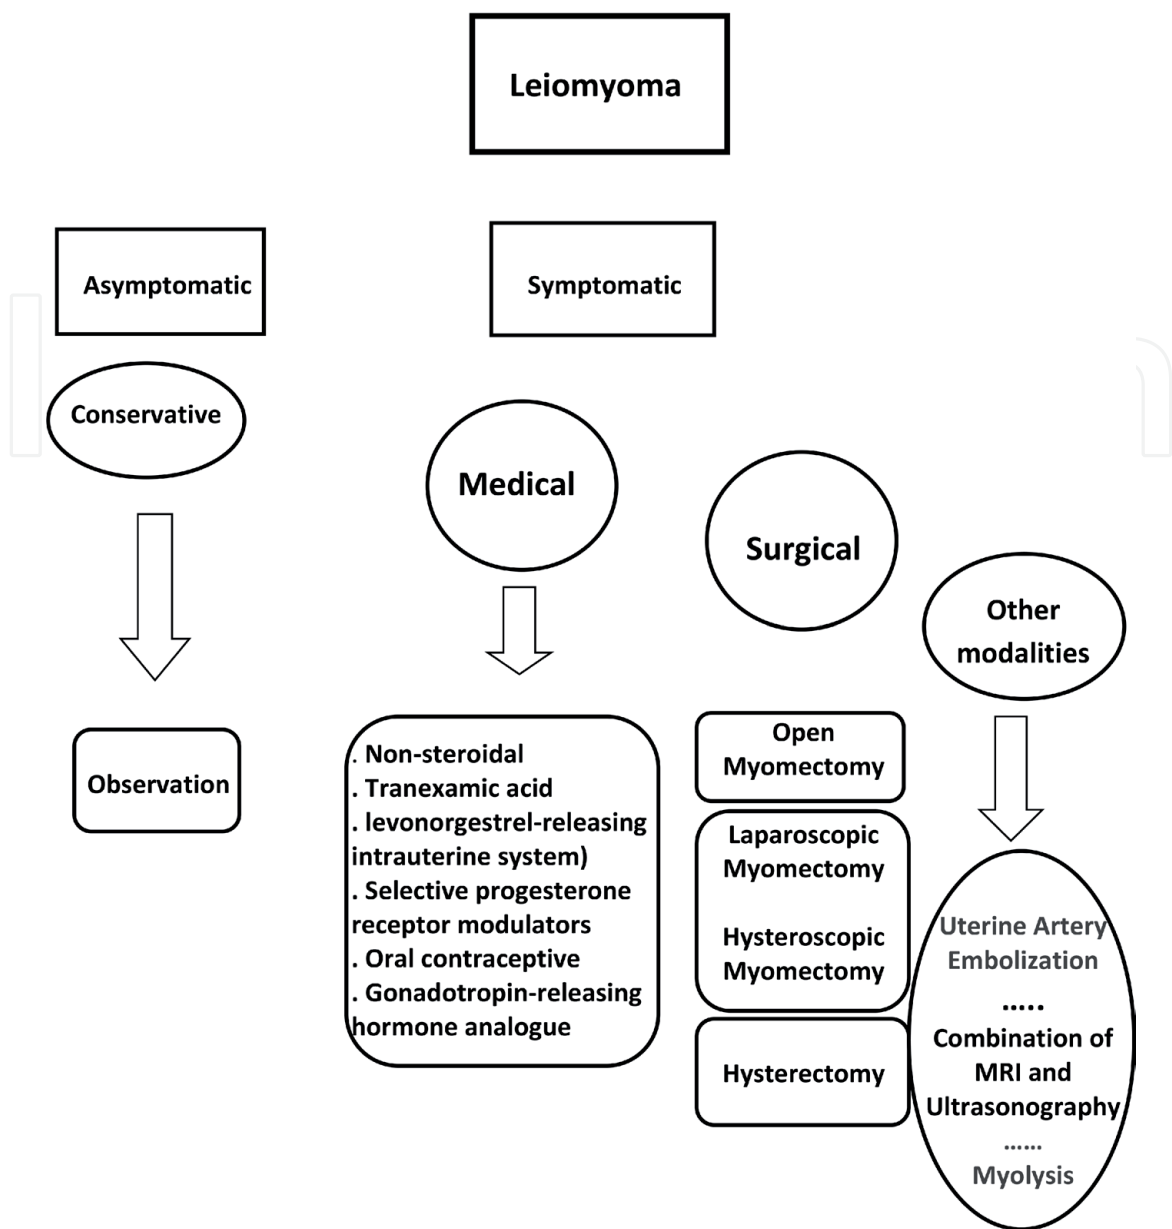 Leiomyoma
Asymptomatic
Symptomatic
Conservative
Medical
Surgical
Other
modalities
Observation
. Non-steroidal
. Tranexamic acid
. levonorgestrel-releasing
intrauterine system)
. Selective progesterone
receptor modulators
. Oral contraceptive
. Gonadotropin-releasing
hormone analogue
Open
Myomectomy
Laparoscopic
Myomectomy
Hysteroscopic
Myomectomy
Hysterectomy
Uterine Artery
Embolization
.....
Combination of
MRI and
Ultrasonography
......
Myolysis